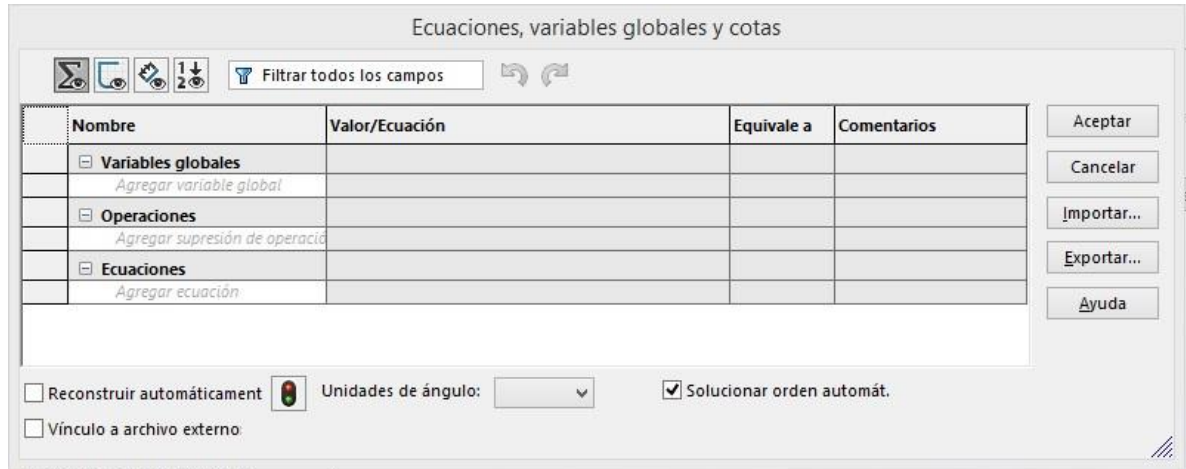 Ecuaciones, variables globales y cotas
Filtrar todos los campos
Nombre Valor/Ecuación Equivale a Comentarios
Variables globales
Agregar variable global
Operaciones
Agregar supresión de operació
Ecuaciones
Agregar ecuación
Aceptar
Cancelar
Importar...
Exportar...
Ayuda
Reconstruir automáticament Unidades de ángulo: Solucionar orden automát.
Vínculo a archivo externo: